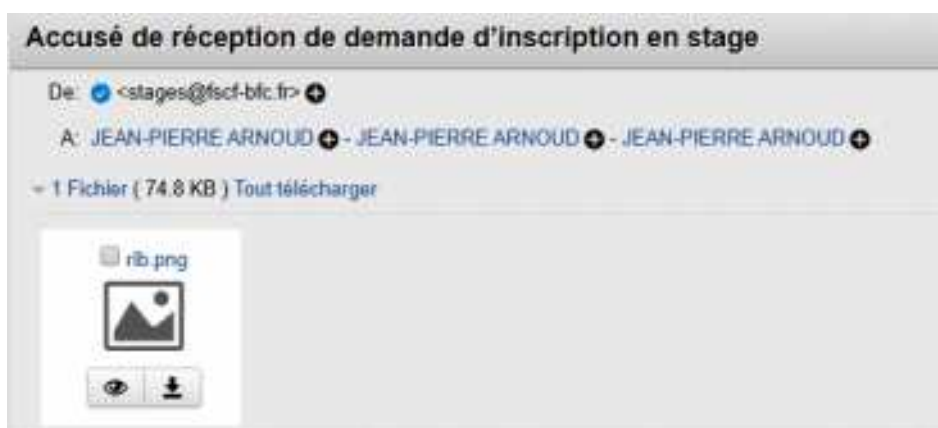 Accusé de réception de demande d'inscription en stage
De: <stages@fscf-bfc.fr>
A: JEAN-PIERRE ARNOUD - JEAN-PIERRE ARNOUD - JEAN-PIERRE ARNOUD
1 Fichier ( 74.8 KB ) Tout télécharger
rib.png